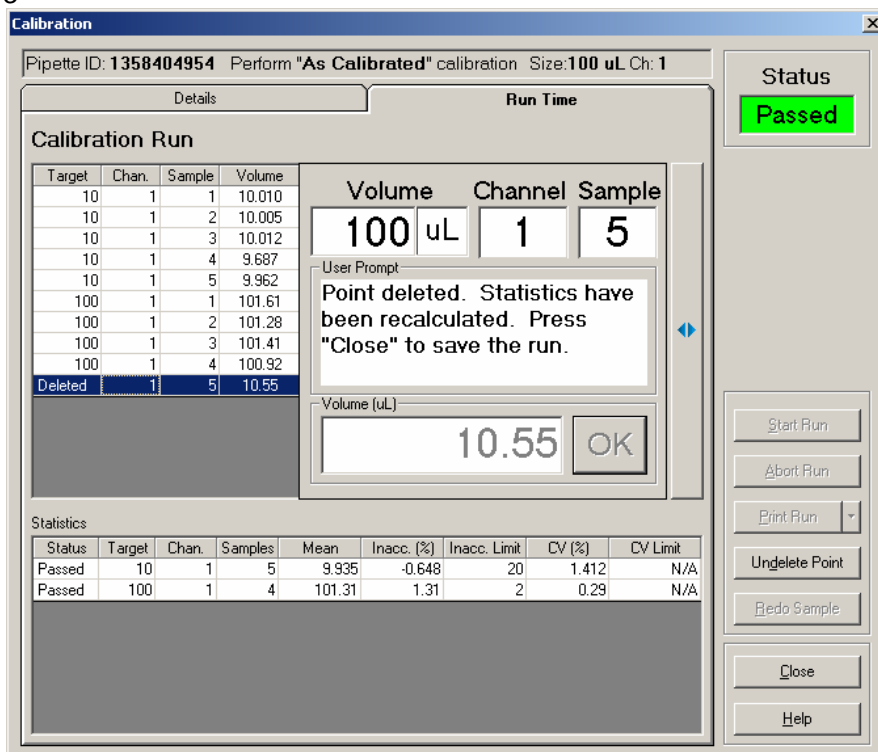 Calibration
Pipette ID: 1358404954 Perform "As Calibrated" calibration Size:100 uL Ch: 1
Details
Run Time
Calibration Run
Target Chan. Sample Volume
10 1 1 10.010
10 1 2 10.005
10 1 3 10.012
10 1 4 9.687
10 1 5 9.962
100 1 1 101.61
100 1 2 101.28
100 1 3 101.41
100 1 4 100.92
Deleted 1 5 10.55
Volume Channel Sample
100 uL 1 5
User Prompt
Point deleted. Statistics have
been recalculated. Press
"Close" to save the run.
Volume (uL)
10.55 OK
Statistics
Status Target Chan. Samples Mean Inacc. (%) Inacc. Limit CV (%) CV Limit
Passed 10 1 5 9.935 -0.648 20 1.412 N/A
Passed 100 1 4 101.31 1.31 2 0.29 N/A
Status
Passed
Start Run
Abort Run
Print Run
Undelete Point
Redo Sample
Close
Help